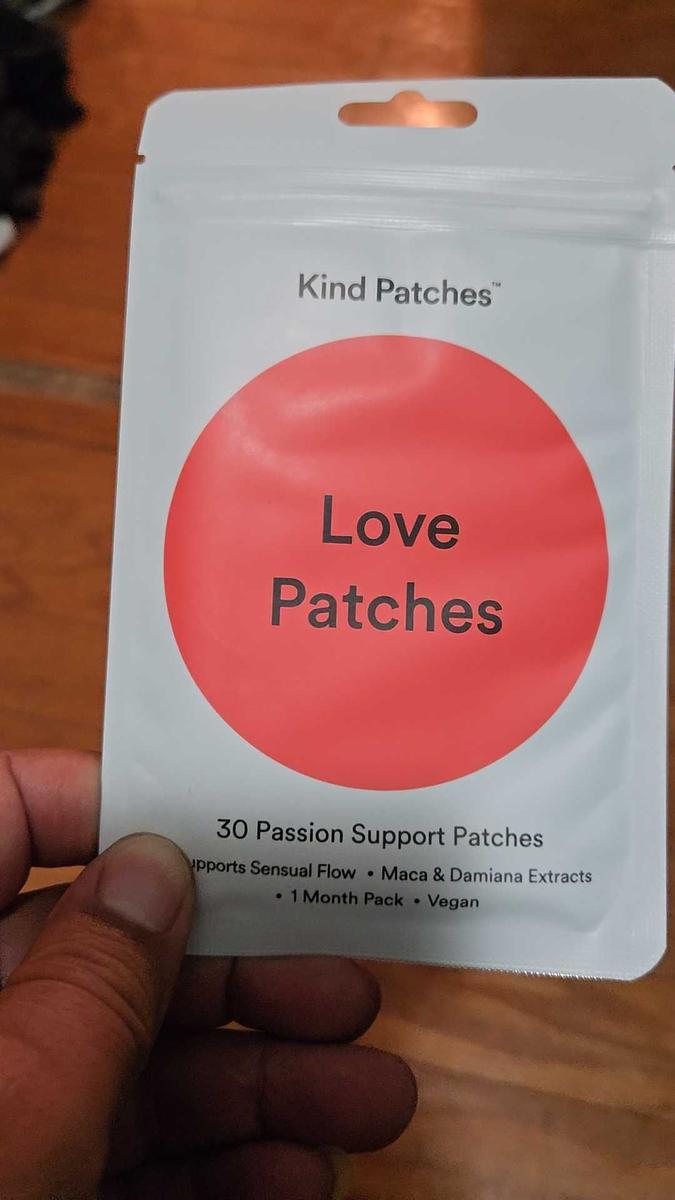 Kind Patches™
Love
Patches
30 Passion Support Patches
upports Sensual Flow • Maca & Damiana Extracts
• 1 Month Pack • Vegan